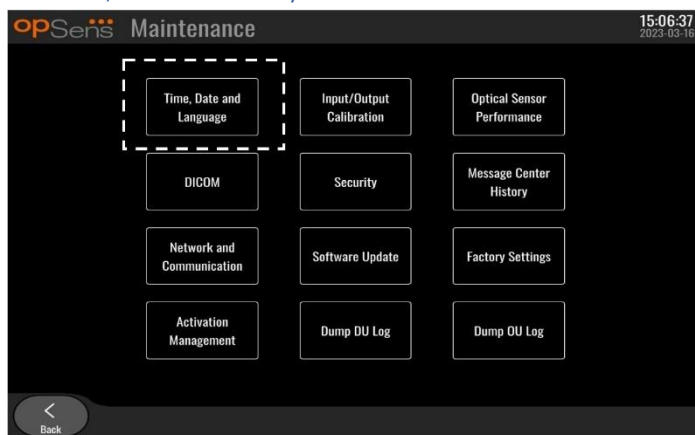 opSens Maintenance
15:06:37
2023-03-16
Time, Date and
Language
Input/Output
Calibration
Optical Sensor
Performance
DICOM
Security
Message Center
History
Network and
Communication
Software Update
Factory Settings
Activation
Management
Dump DU Log
Dump OU Log
Back